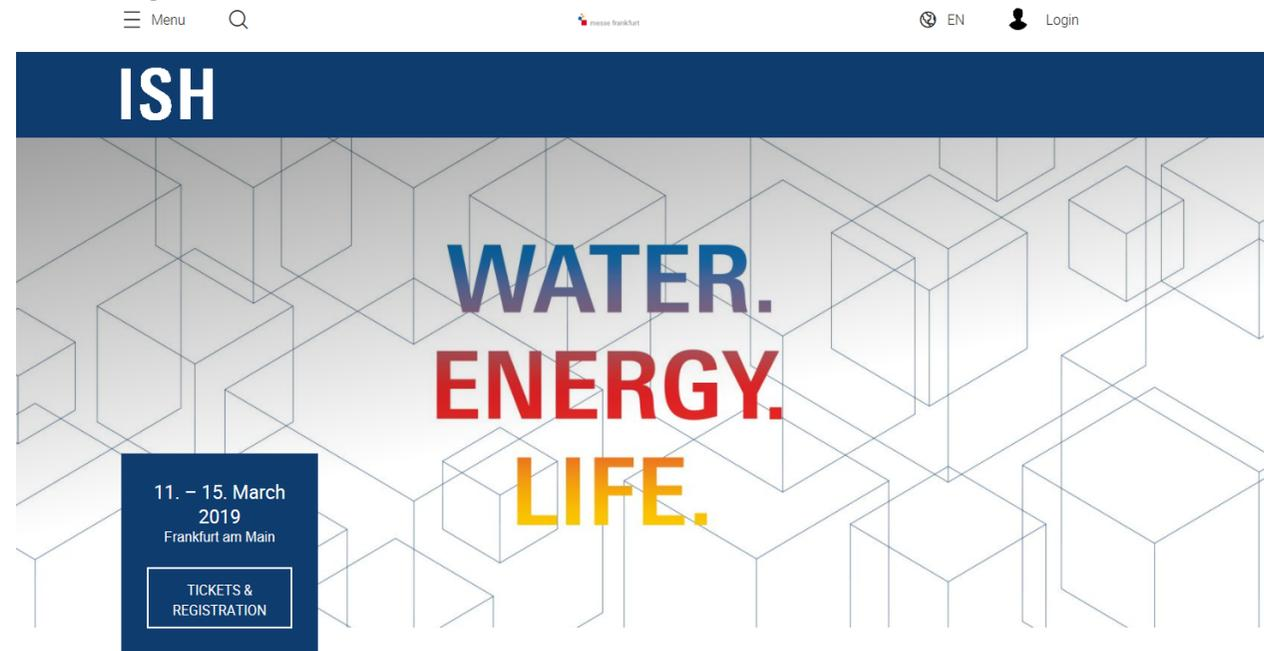 Menu
messe frankfurt
EN
Login
ISH
WATER.
ENERGY.
LIFE.
11. – 15. March
2019
Frankfurt am Main
TICKETS &
REGISTRATION